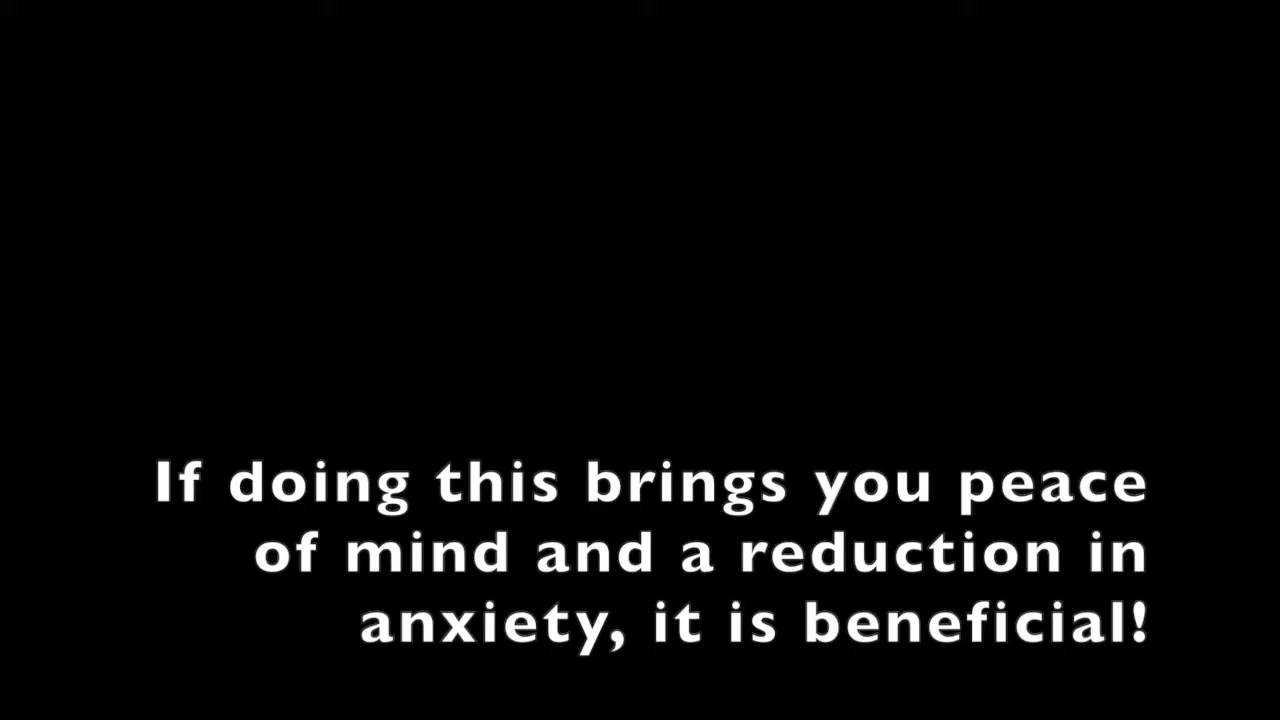 If doing this brings you peace
of mind and a reduction in
anxiety, it is beneficial!